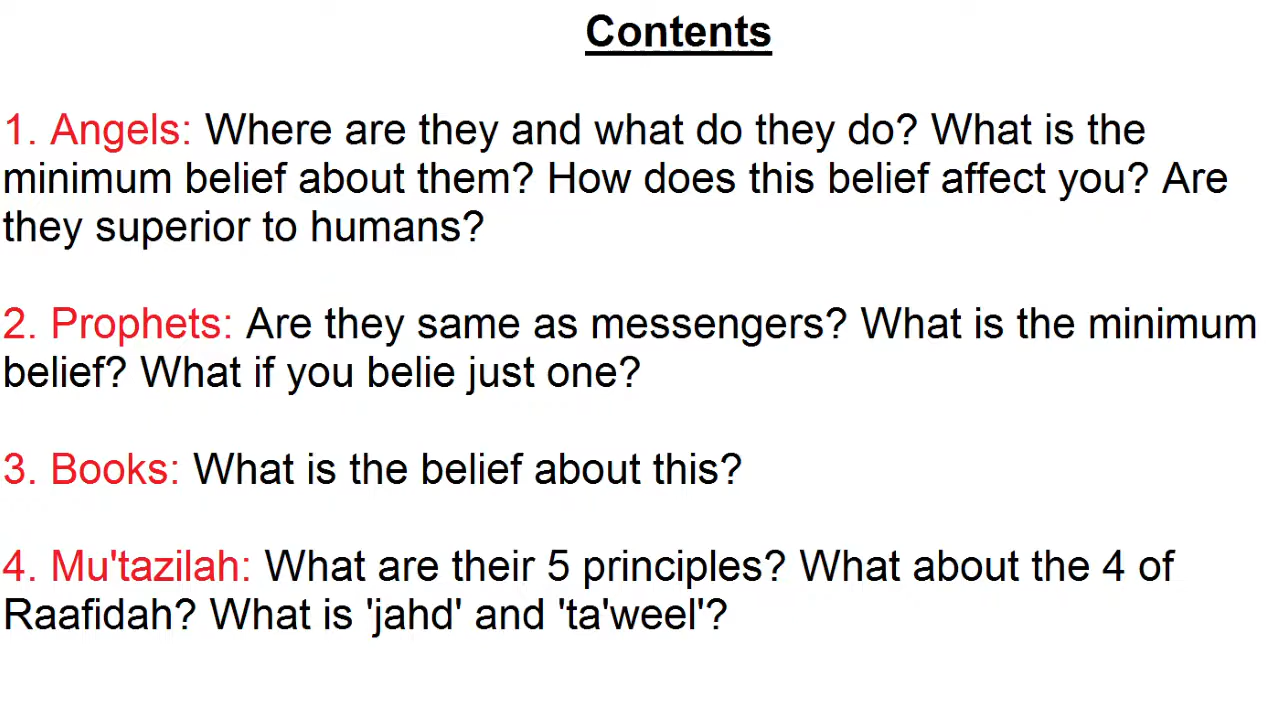 Contents
1. Angels: Where are they and what do they do? What is the
minimum belief about them? How does this belief affect you? Are
they superior to humans?
2. Prophets: Are they same as messengers? What is the minimum
belief? What if you belie just one?
3. Books: What is the belief about this?
4. Mu'tazilah: What are their 5 principles? What about the 4 of
Raafidah? What is 'jahd' and 'ta'weel'?